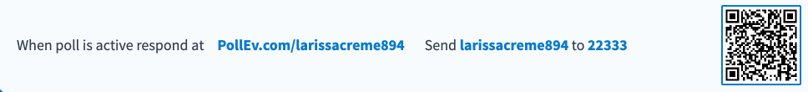 When poll is active respond at PollEv.com/larissacreme894 Send larissacreme894 to 22333